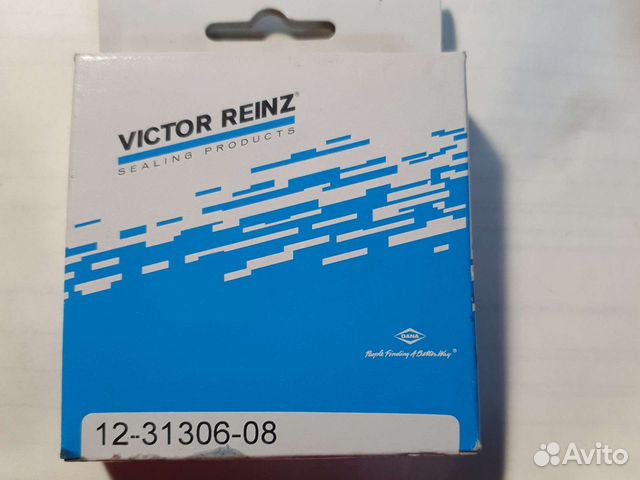 VICTOR REINZ®
SEALING PRODUCTS
DANA
People Finding A Better Way®
12-31306-08
Avito